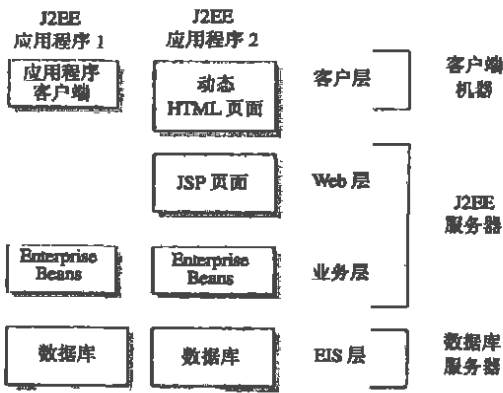 J2EE
应用程序 1
J2EE
应用程序 2
应用程序
客户端
动态
HTML 页面
客户层
客户端
机器
JSP 页面
Web 层
J2EE
服务器
Enterprise
Beans
Enterprise
Beans
业务层
数据库
数据库
EIS 层
数据库
服务器